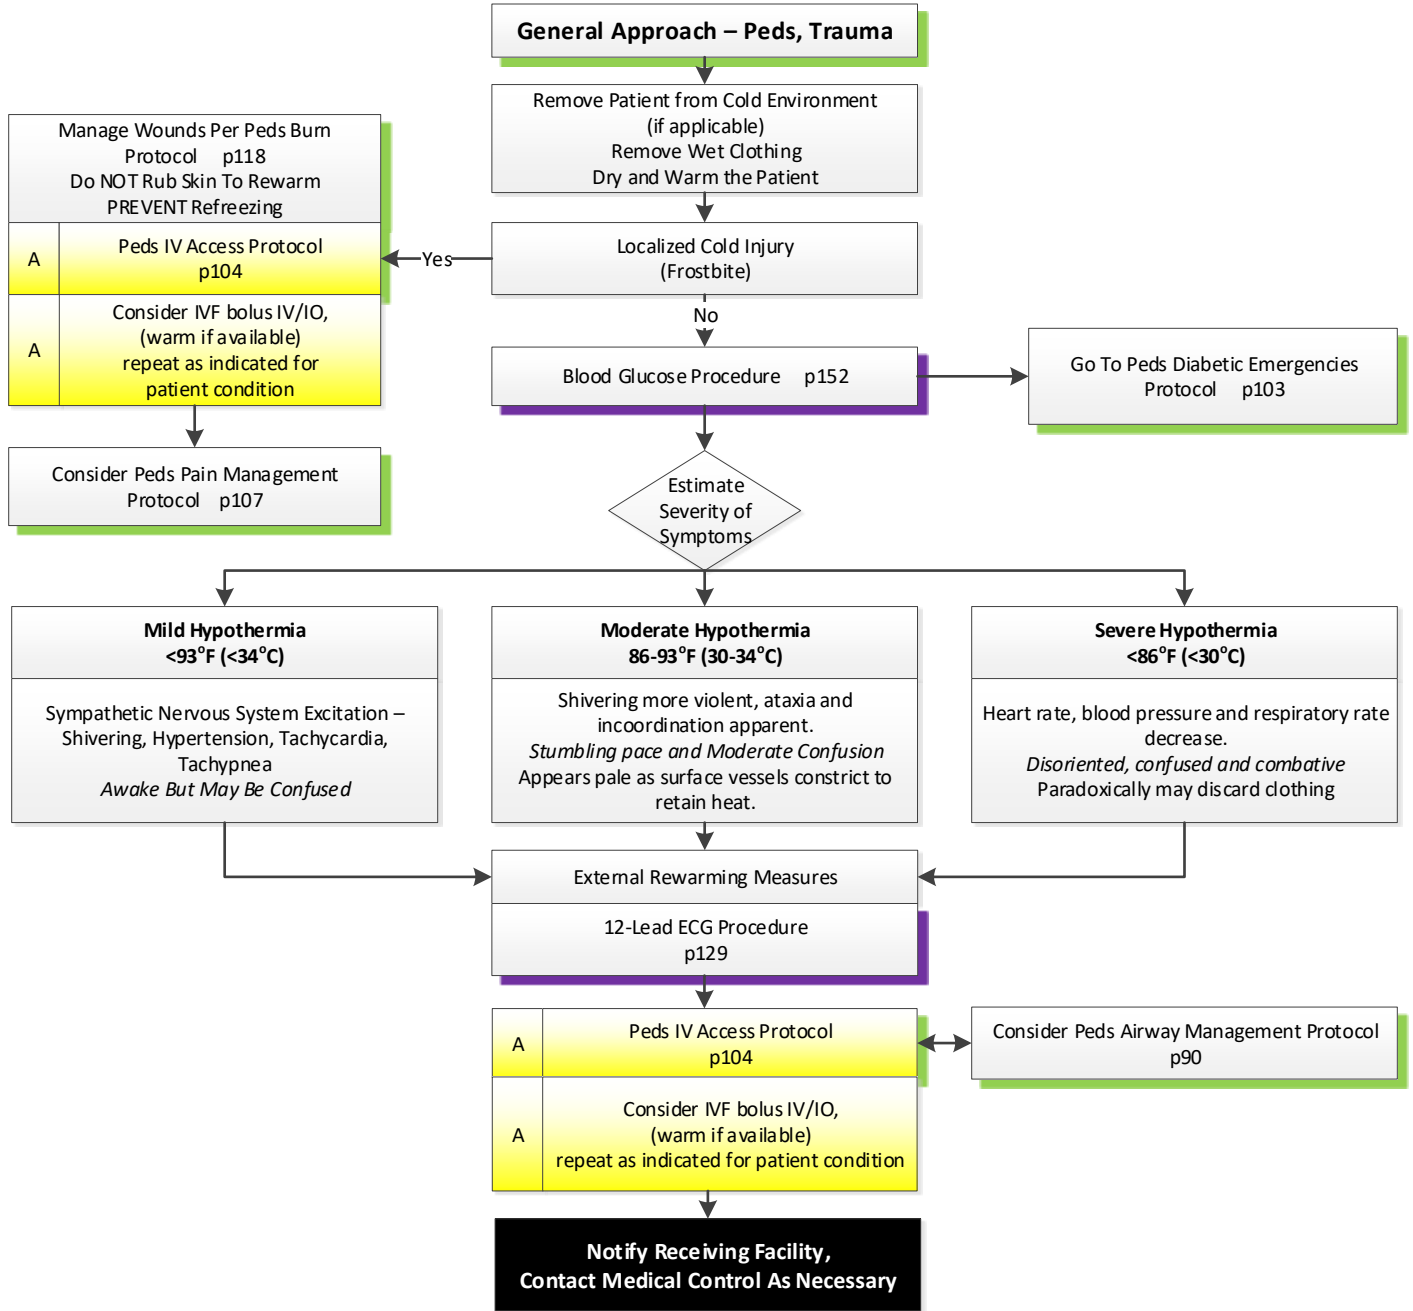 General Approach – Peds, Trauma
Remove Patient from Cold Environment
(if applicable)
Remove Wet Clothing
Dry and Warm the Patient
Manage Wounds Per Peds Burn
Protocol p118
Do NOT Rub Skin To Rewarm
PREVENT Refreezing
A
Peds IV Access Protocol
p104
A
Consider IVF bolus IV/IO,
(warm if available)
repeat as indicated for
patient condition
Yes
Localized Cold Injury
(Frostbite)
No
Blood Glucose Procedure p152
Go To Peds Diabetic Emergencies
Protocol p103
Consider Peds Pain Management
Protocol p107
Estimate
Severity of
Symptoms
Mild Hypothermia
<93°F (<34°C)
Sympathetic Nervous System Excitation –
Shivering, Hypertension, Tachycardia,
Tachypnea
Awake But May Be Confused
Moderate Hypothermia
86-93°F (30-34°C)
Shivering more violent, ataxia and
incoordination apparent.
Stumbling pace and Moderate Confusion
Appears pale as surface vessels constrict to
retain heat.
Severe Hypothermia
<86°F (<30°C)
Heart rate, blood pressure and respiratory rate
decrease.
Disoriented, confused and combative
Paradoxically may discard clothing
External Rewarming Measures
12-Lead ECG Procedure
p129
A
Peds IV Access Protocol
p104
Consider Peds Airway Management Protocol
p90
A
Consider IVF bolus IV/IO,
(warm if available)
repeat as indicated for patient condition
Notify Receiving Facility,
Contact Medical Control As Necessary